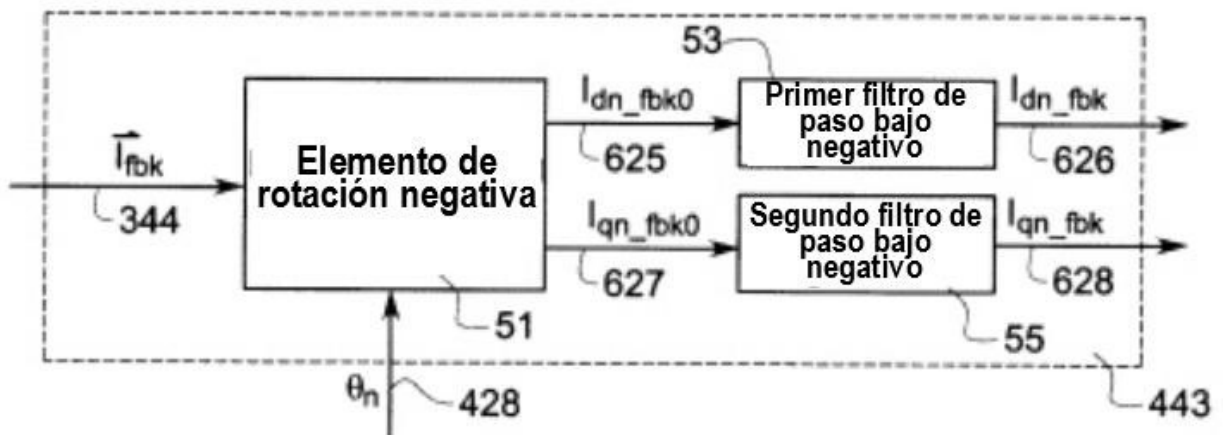 53
I_dn_fbk0
Primer filtro de
paso bajo
negativo
I_dn_fbk
625
626
I_fbk
344
Elemento de
rotación negativa
I_qn_fbk0
Segundo filtro de
paso bajo
negativo
I_qn_fbk
627
628
51
55
θn
428
443